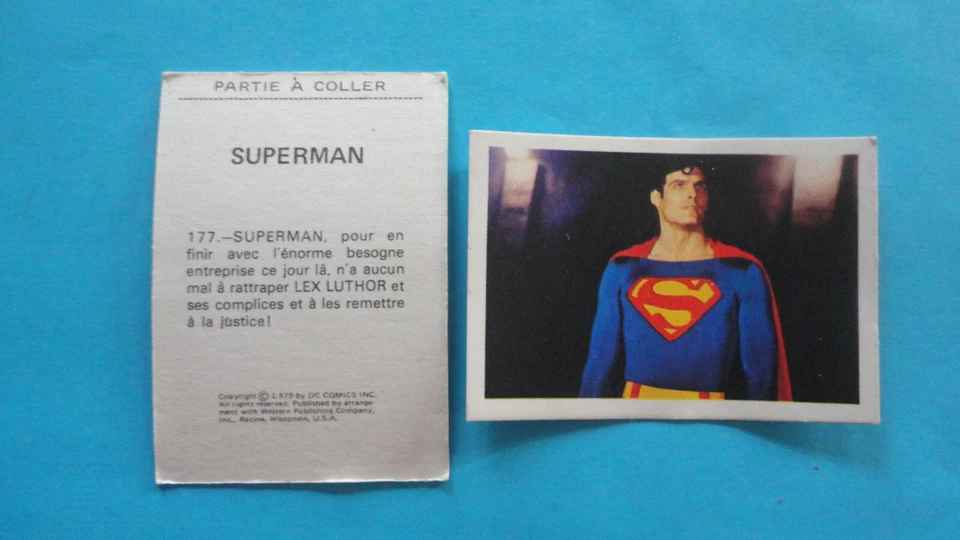 PARTIE À COLLER
SUPERMAN
177.—SUPERMAN, pour en
finir avec l'énorme besogne
entreprise ce jour là, n'a aucun
mal à rattraper LEX LUTHOR et
ses complices et à les remettre
à la justice!
Copyright © 1.979 by DC COMICS INC.
All rights reserved. Published by arrange-
ment with Western Publishing Company,
Inc., Racine, Wisconsin, U.S.A.
S